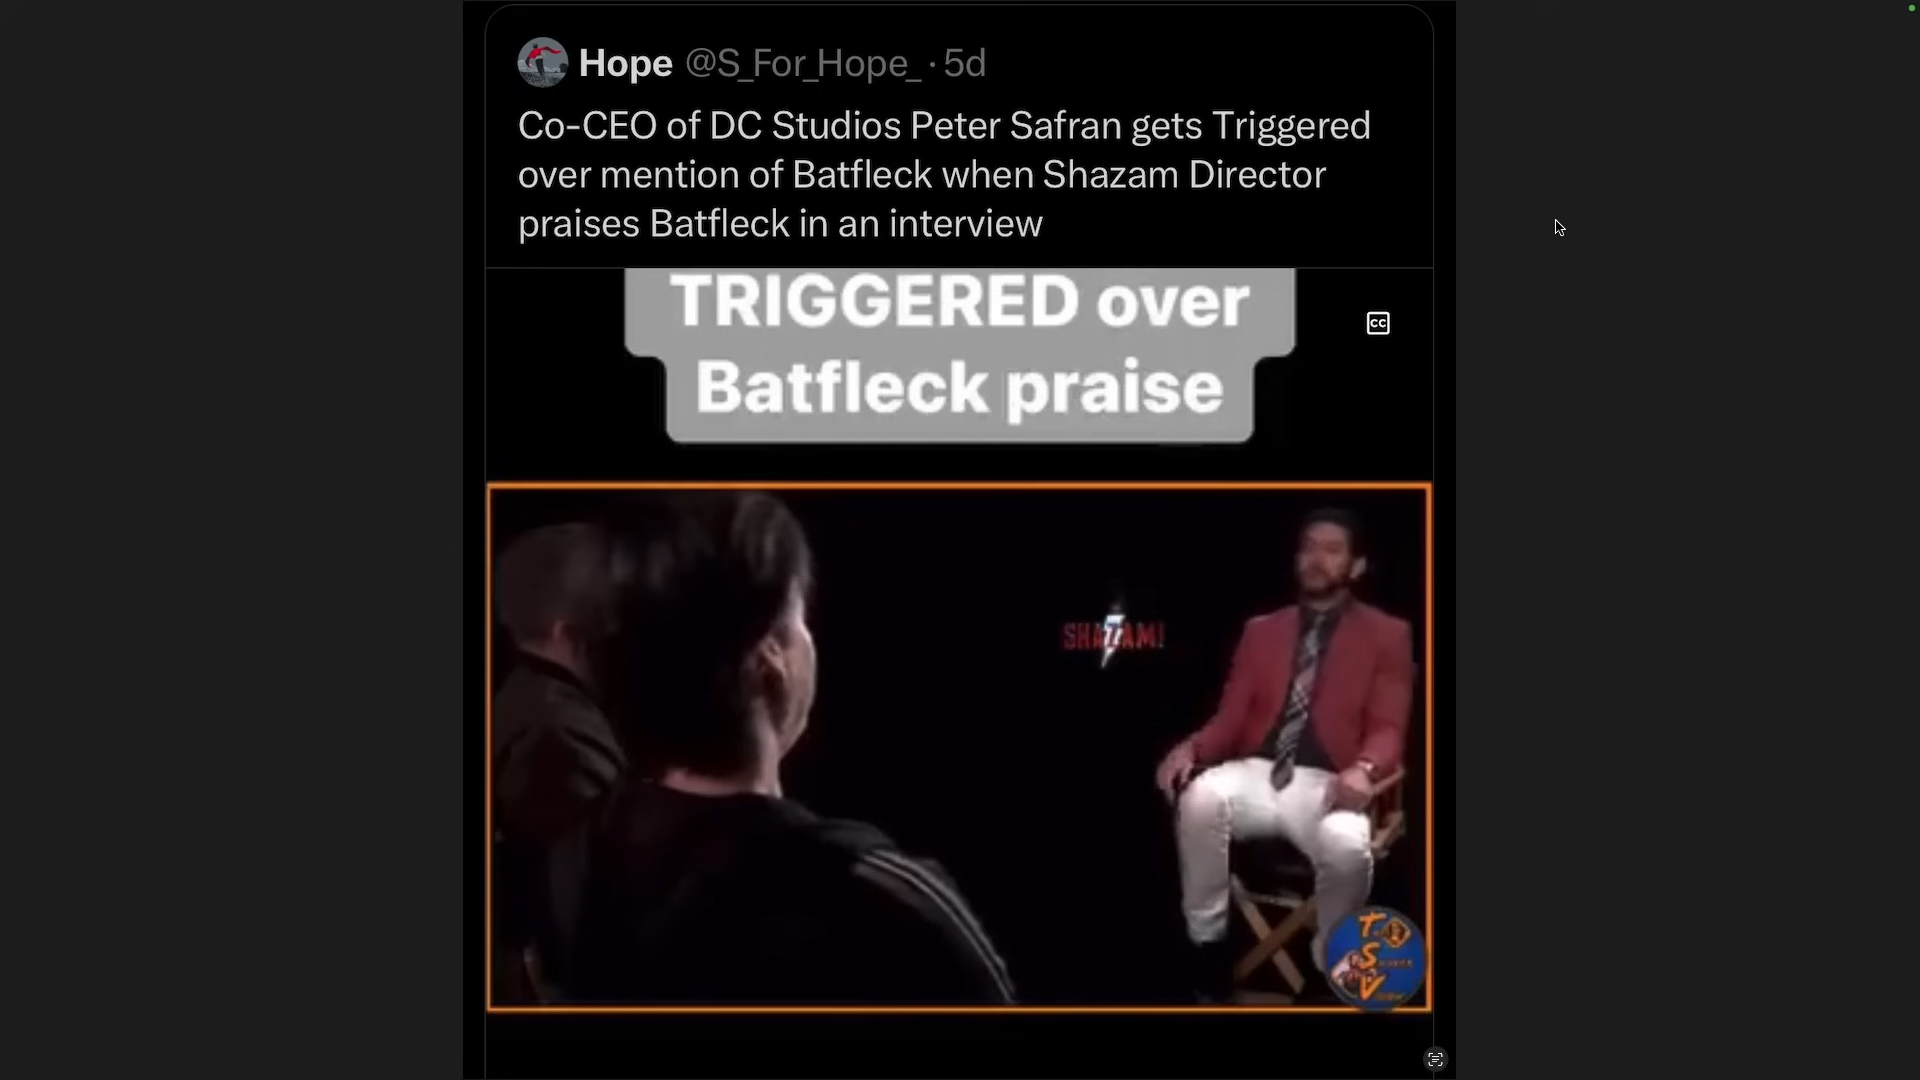 Hope @S_For_Hope_ · 5d
Co-CEO of DC Studios Peter Safran gets Triggered
over mention of Batfleck when Shazam Director
praises Batfleck in an interview
TRIGGERED over
Batfleck praise
CC
SHAZAM!